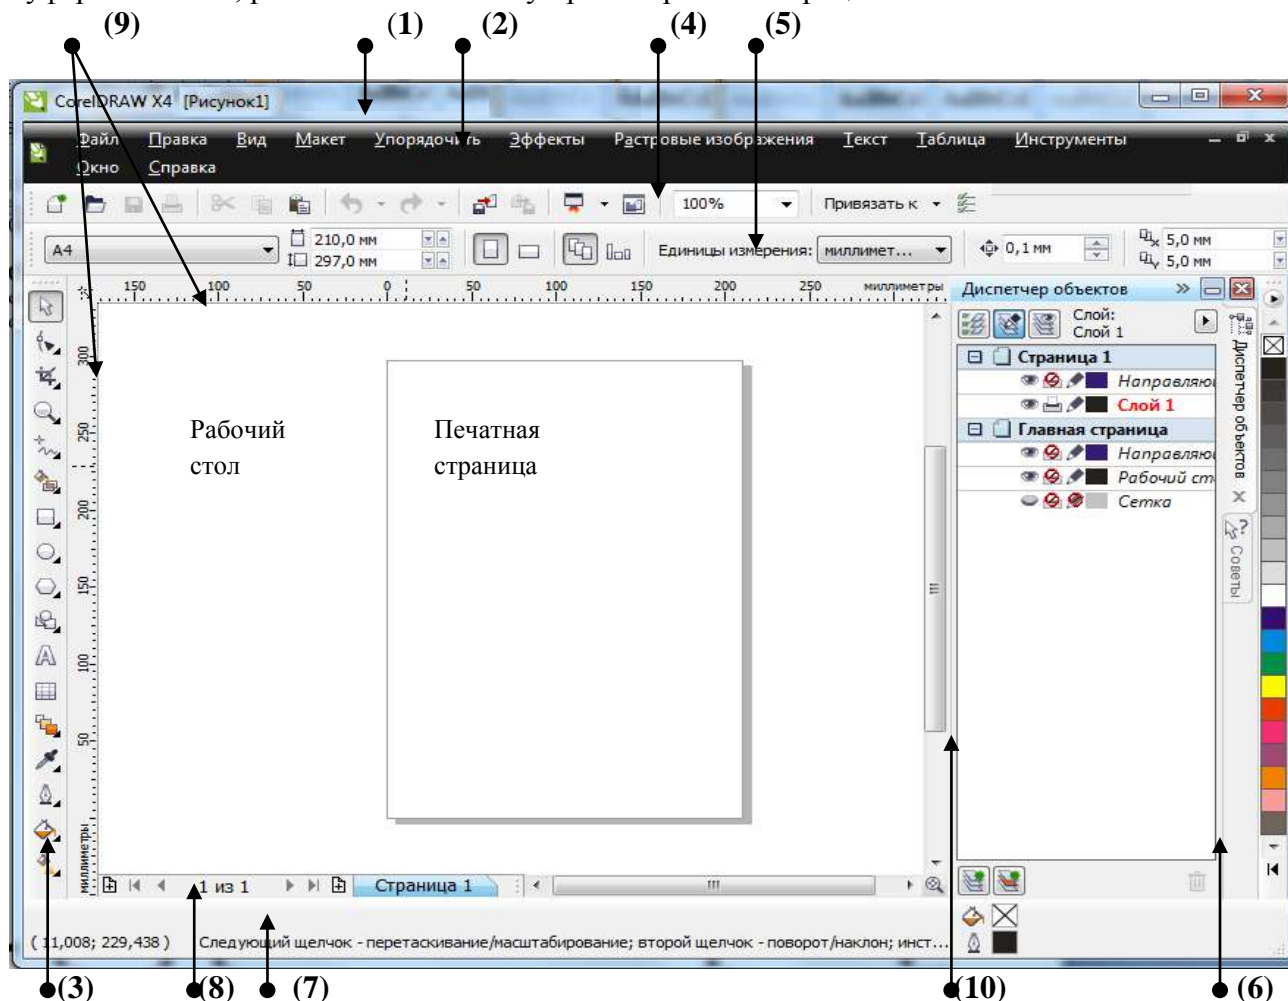 (9) (1) (2) (4) (5)
CorelDRAW X4 [Рисунок1]
Файл Правка Вид Макет Упорядочить Эффекты Растровые изображения Текст Таблица Инструменты
Окно Справка
100% Привязать к
A4 210,0 мм 297,0 мм Единицы измерения: миллимет... 0,1 мм 5,0 мм 5,0 мм
150 100 50 0 50 100 150 200 250 миллиметры
300 250 200 150 100 50 миллиметры
Рабочий
стол
Печатная
страница
Диспетчер объектов
Слой:
Слой 1
Страница 1
Направляю
Слой 1
Главная страница
Направляю
Рабочий ст
Сетка
Диспетчер объектов
Советы
1 из 1 Страница 1
( 11,008; 229,438 ) Следующий щелчок - перетаскивание/масштабирование; второй щелчок - поворот/наклон; инст...
(3) (8) (7) (10) (6)